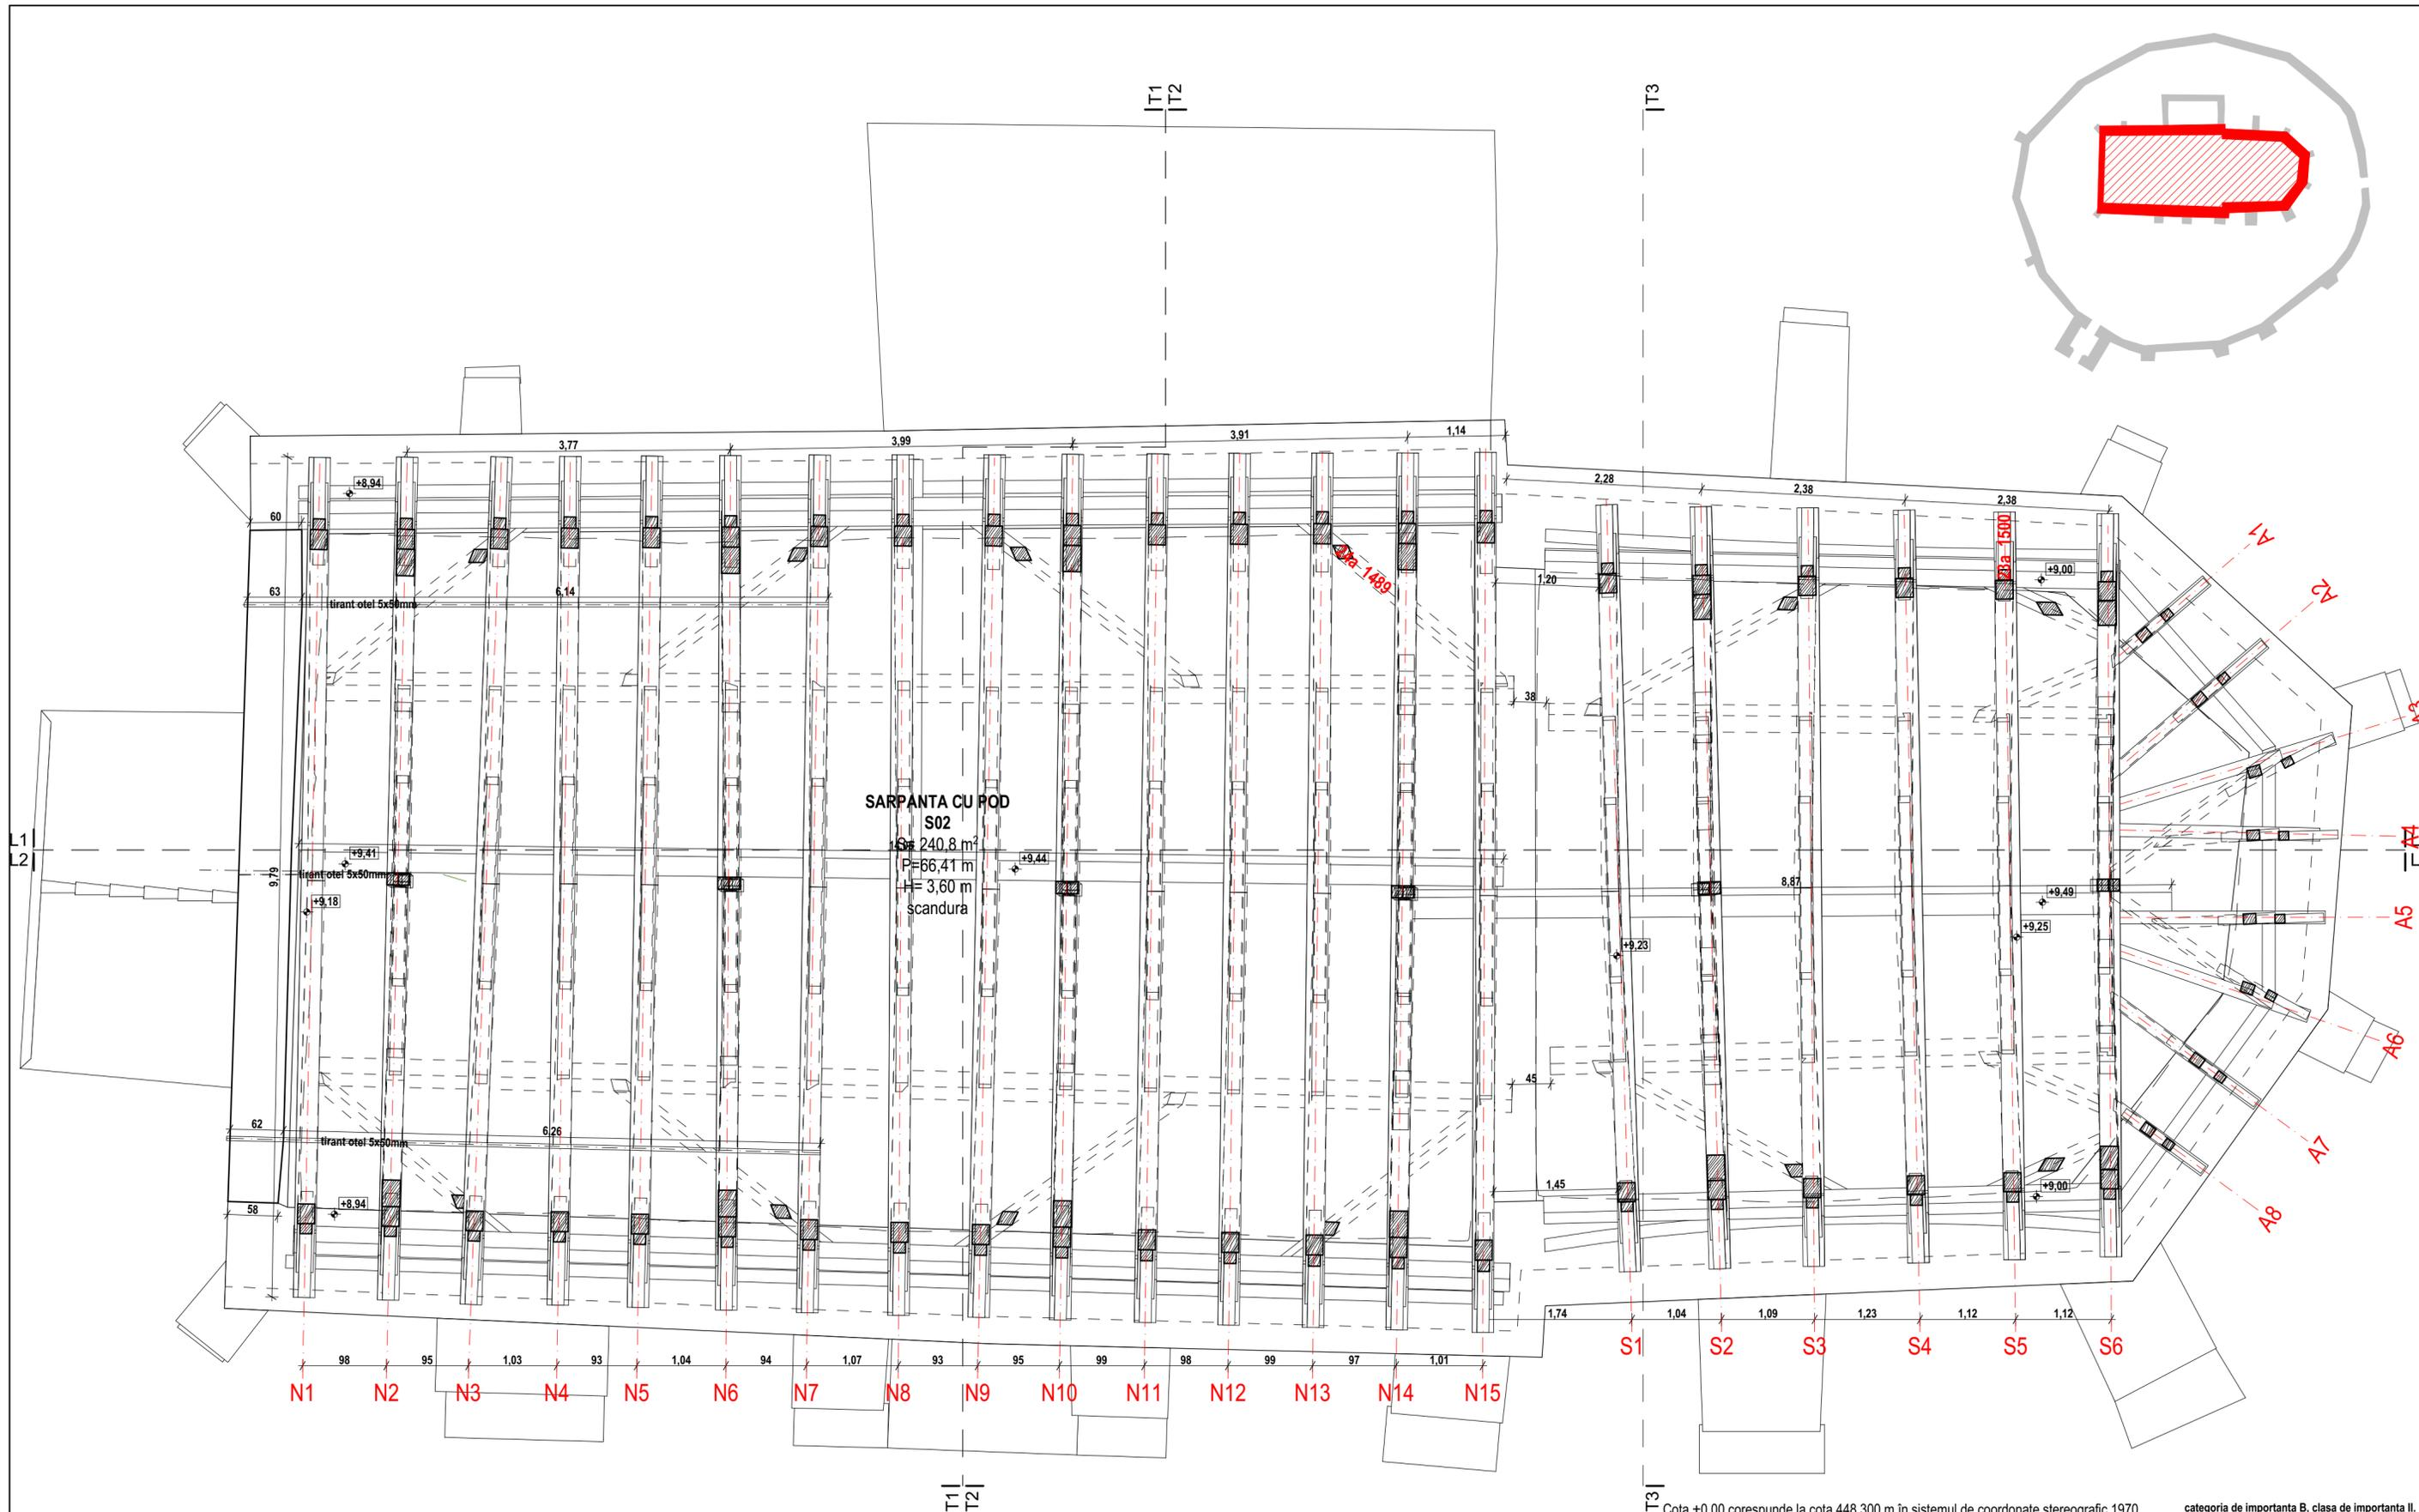 T1
T2
T3
3,77
3,99
3,91
1,14
2,28
2,38
2,38
+8,94
60
63
6,14
tirant otel 5x50mm
1489
1,20
1500
+9,00
A1
A2
A3
38
SARPANTA CU POD
S02
S= 240,8 m²
P=66,41 m
H= 3,60 m
scandura
L1
L2
+9,41
+9,44
tirant otel 5x50mm
9,79
+9,18
8,87
+9,49
+9,23
+9,25
A4
A5
A6
A7
A8
45
62
6,26
tirant otel 5x50mm
58
+8,94
1,45
+9,00
1,74
1,04
1,09
1,23
1,12
1,12
S1
S2
S3
S4
S5
S6
98
95
1,03
93
1,04
94
1,07
93
95
99
98
99
97
1,01
N1
N2
N3
N4
N5
N6
N7
N8
N9
N10
N11
N12
N13
N14
N15
T1
T2
T3
Cota ±0,00 corespunde la cota 448,300 m în sistemul de coordonate stereografic 1970
categoria de importanta B, clasa de importanta II,